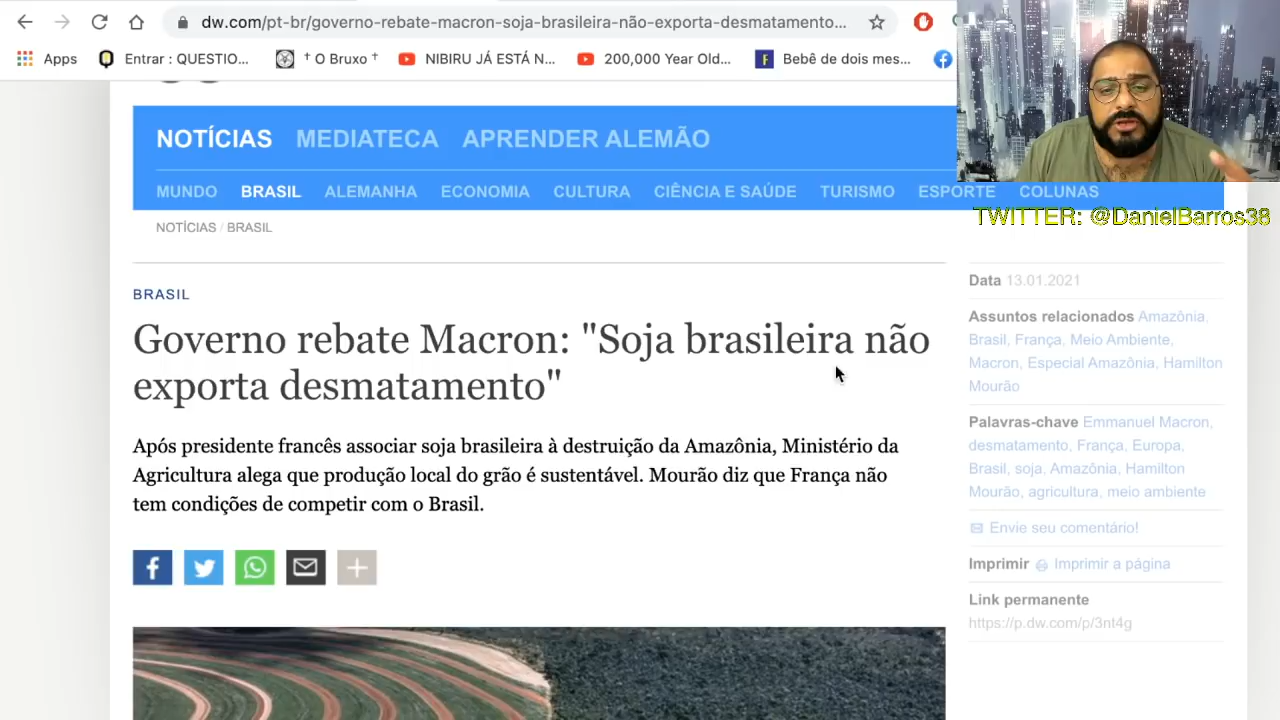 dw.com/pt-br/governo-rebate-macron-soja-brasileira-não-exporta-desmatamento...
Apps
Entrar : QUESTIO...
† O Bruxo †
NIBIRU JÁ ESTÁ N...
200,000 Year Old...
Bebê de dois mes...
NOTÍCIAS MEDIATECA APRENDER ALEMÃO
MUNDO BRASIL ALEMANHA ECONOMIA CULTURA CIÊNCIA E SAÚDE TURISMO ESPORTE COLUNAS
TWITTER: @DanielBarros38
NOTÍCIAS / BRASIL
BRASIL
Governo rebate Macron: "Soja brasileira não
exporta desmatamento"
Após presidente francês associar soja brasileira à destruição da Amazônia, Ministério da
Agricultura alega que produção local do grão é sustentável. Mourão diz que França não
tem condições de competir com o Brasil.
Data 13.01.2021
Assuntos relacionados Amazônia,
Brasil, França, Meio Ambiente,
Macron, Especial Amazônia, Hamilton
Mourão
Palavras-chave Emmanuel Macron,
desmatamento, França, Europa,
Brasil, soja, Amazônia, Hamilton
Mourão, agricultura, meio ambiente
Envie seu comentário!
Imprimir Imprimir a página
Link permanente
https://p.dw.com/p/3nt4g